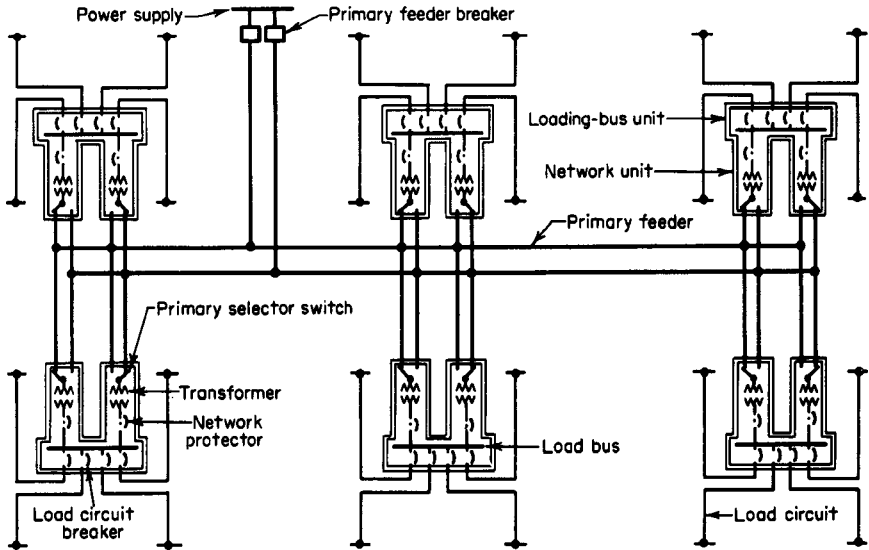 Power supply
Primary feeder breaker
Loading-bus unit
Network unit
Primary feeder
Primary selector switch
Transformer
Network
protector
Load bus
Load circuit
breaker
Load circuit